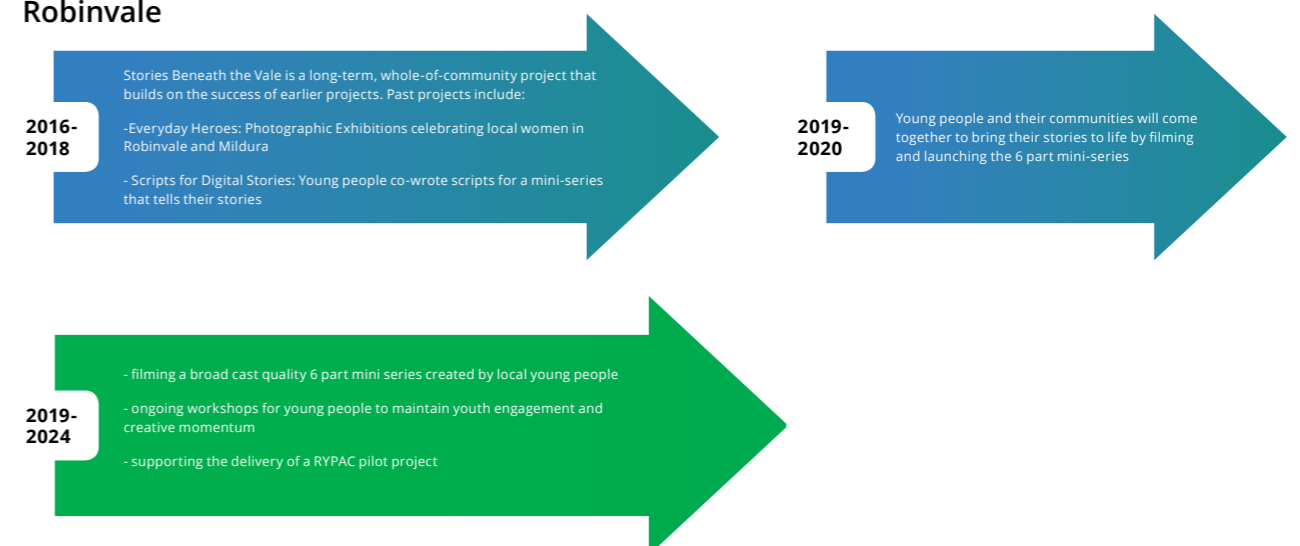 Robinvale
2016-
2018
Stories Beneath the Vale is a long-term, whole-of-community project that
builds on the success of earlier projects. Past projects include:
-Everyday Heroes: Photographic Exhibitions celebrating local women in
Robinvale and Mildura
- Scripts for Digital Stories: Young people co-wrote scripts for a mini-series
that tells their stories
2019-
2020
Young people and their communities will come
together to bring their stories to life by filming
and launching the 6 part mini-series
2019-
2024
- filming a broad cast quality 6 part mini series created by local young people
- ongoing workshops for young people to maintain youth engagement and
creative momentum
- supporting the delivery of a RYPAC pilot project